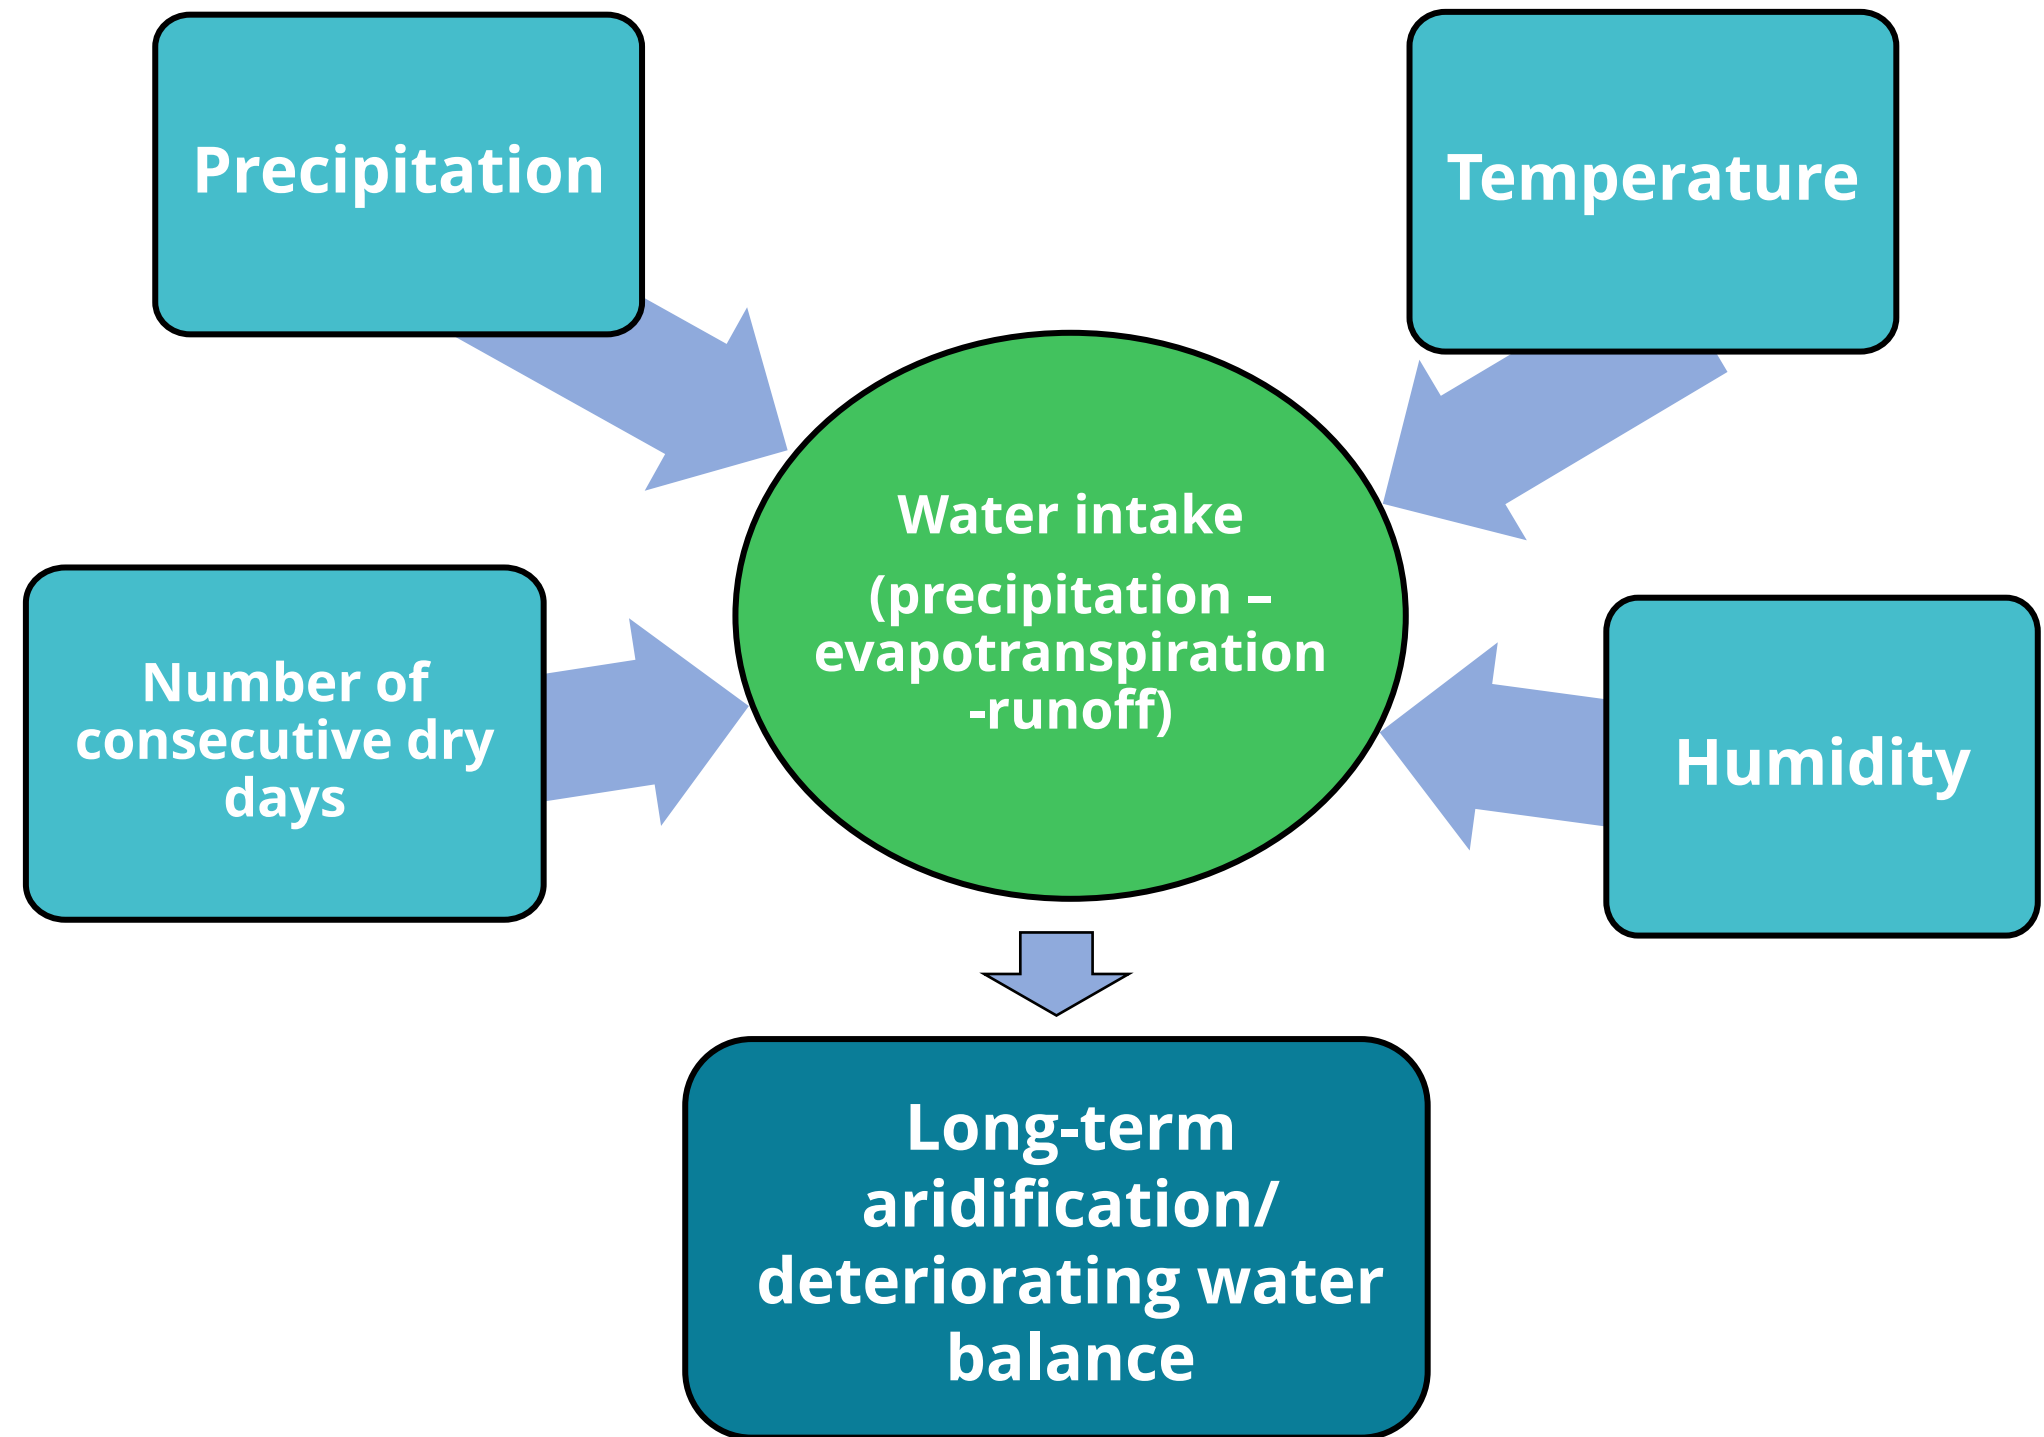 Precipitation
Temperature
Water intake
(precipitation –
evapotranspiration
-runoff)
Number of
consecutive dry
days
Humidity
Long-term
aridification/
deteriorating water
balance